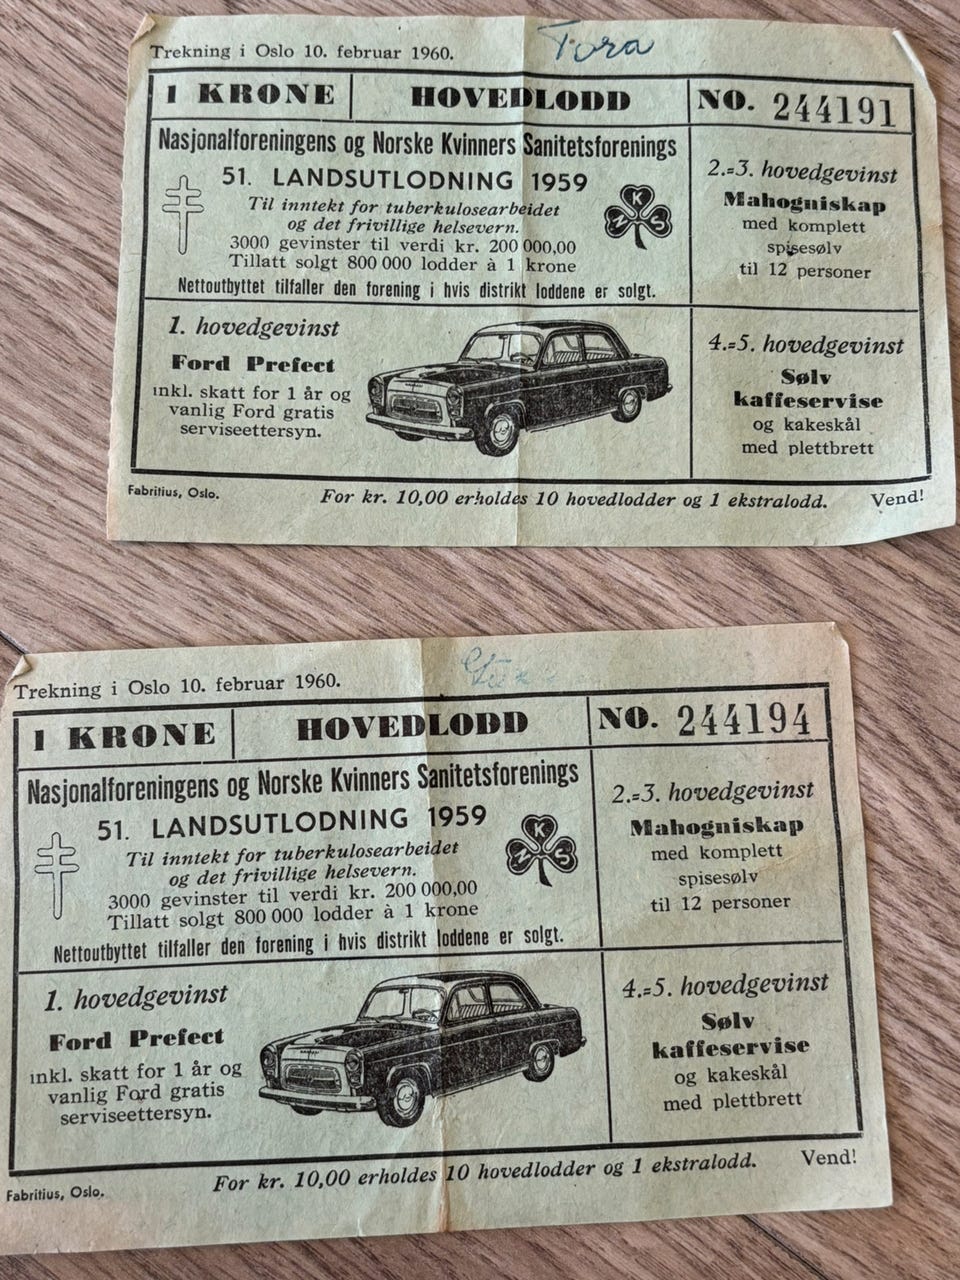 Trekning i Oslo 10. februar 1960.
Tora
1 KRONE
HOVEDLODD
NO. 244191
Nasjonalforeningens og Norske Kvinners Sanitetsforenings
51. LANDSUTLODNING 1959
Til inntekt for tuberkulosearbeidet
og det frivillige helsevern.
3000 gevinster til verdi kr. 200 000,00
Tillatt solgt 800 000 lodder à 1 krone
Nettoutbyttet tilfaller den forening i hvis distrikt loddene er solgt.
N K S
2.=3. hovedgevinst
Mahogniskap
med komplett
spisesølv
til 12 personer
1. hovedgevinst
Ford Prefect
inkl. skatt for 1 år og
vanlig Ford gratis
serviseettersyn.
4.=5. hovedgevinst
Sølv
kaffeservise
og kakeskål
med plettbrett
Fabritius, Oslo.
For kr. 10,00 erholdes 10 hovedlodder og 1 ekstralodd.
Vend!
Trekning i Oslo 10. februar 1960.
1 KRONE
HOVEDLODD
NO. 244194
Nasjonalforeningens og Norske Kvinners Sanitetsforenings
51. LANDSUTLODNING 1959
Til inntekt for tuberkulosearbeidet
og det frivillige helsevern.
3000 gevinster til verdi kr. 200 000,00
Tillatt solgt 800 000 lodder à 1 krone
Nettoutbyttet tilfaller den forening i hvis distrikt loddene er solgt.
N K S
2.=3. hovedgevinst
Mahogniskap
med komplett
spisesølv
til 12 personer
1. hovedgevinst
Ford Prefect
inkl. skatt for 1 år og
vanlig Ford gratis
serviseettersyn.
4.=5. hovedgevinst
Sølv
kaffeservise
og kakeskål
med plettbrett
Fabritius, Oslo.
For kr. 10,00 erholdes 10 hovedlodder og 1 ekstralodd.
Vend!